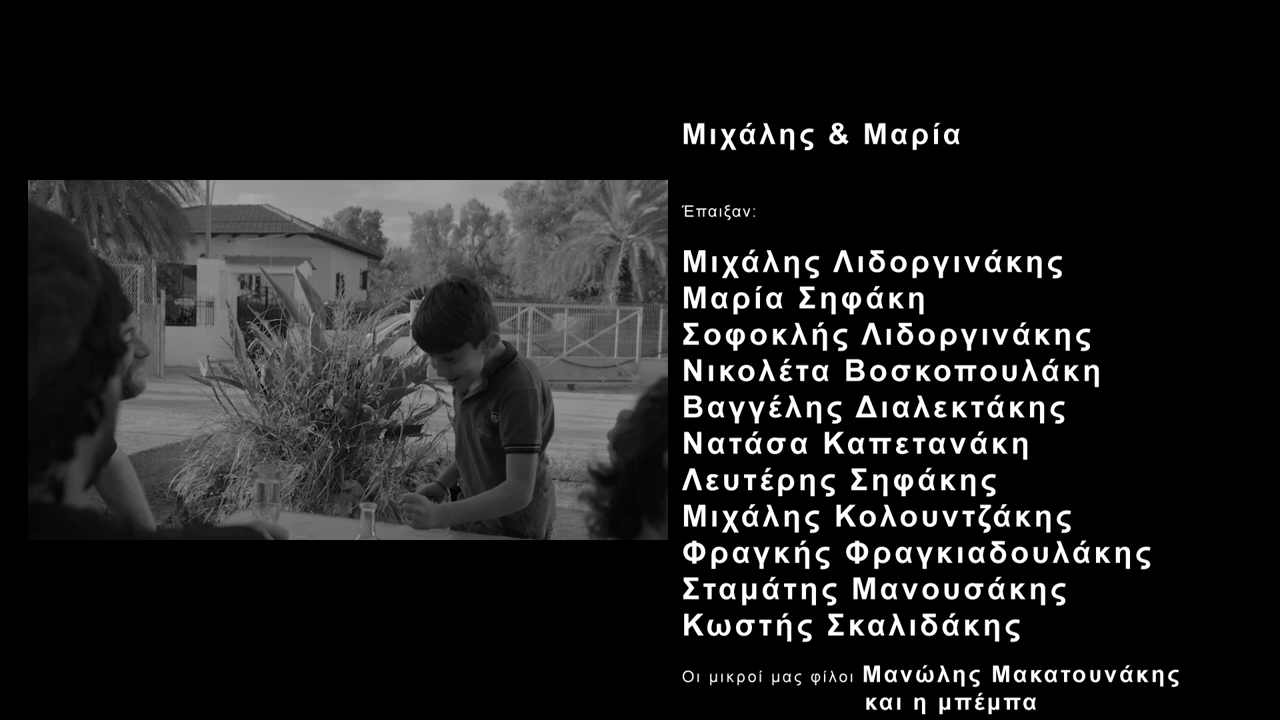 Μιχάλης & Μαρία
Έπαιξαν:
Μιχάλης Λιδοργινάκης
Μαρία Σηφάκη
Σοφοκλής Λιδοργινάκης
Νικολέτα Βοσκοπουλάκη
Βαγγέλης Διαλεκτάκης
Νατάσα Καπετανάκη
Λευτέρης Σηφάκης
Μιχάλης Κολουντζάκης
Φραγκής Φραγκιαδουλάκης
Σταμάτης Μανουσάκης
Κωστής Σκαλιδάκης
Οι μικροί μας φίλοι Μανώλης Μακατουνάκης
και η μπέμπα